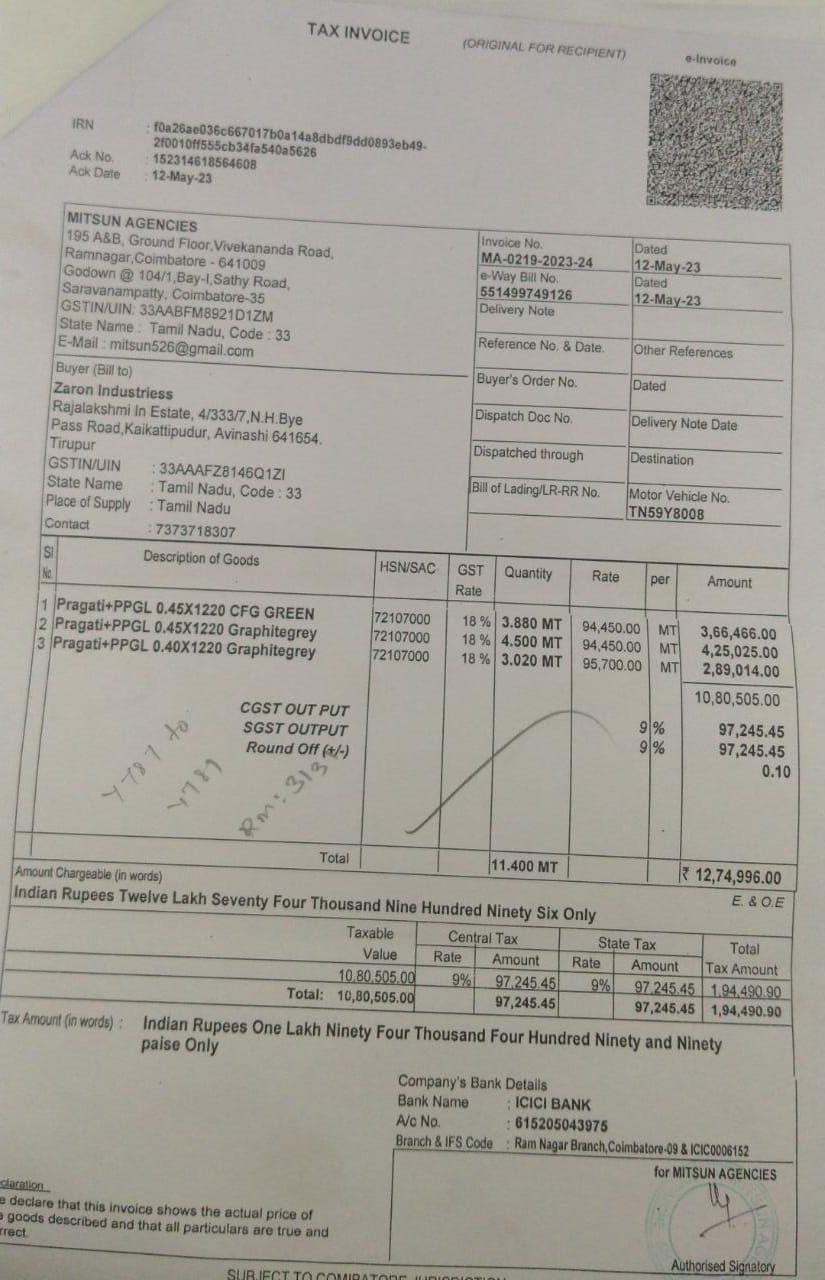 TAX INVOICE
(ORIGINAL FOR RECIPIENT)
e-Invoice
IRN : f0a26ae036c667017b0a14a8dbdf9dd0893eb49-
2f0010ff555cb34fa540a5626
Ack No. : 152314618564608
Ack Date : 12-May-23
MITSUN AGENCIES
195 A&B, Ground Floor,Vivekananda Road,
Ramnagar,Coimbatore - 641009
Godown @ 104/1,Bay-I,Sathy Road,
Saravanampatty, Coimbatore-35
GSTIN/UIN: 33AABFM8921D1ZM
State Name : Tamil Nadu, Code : 33
E-Mail : mitsun526@gmail.com
Invoice No. Dated
MA-0219-2023-24 12-May-23
e-Way Bill No. Dated
551499749126 12-May-23
Delivery Note
Reference No. & Date. Other References
Buyer's Order No. Dated
Dispatch Doc No. Delivery Note Date
Dispatched through Destination
Bill of Lading/LR-RR No. Motor Vehicle No.
TN59Y8008
Buyer (Bill to)
Zaron Industriess
Rajalakshmi In Estate, 4/333/7,N.H.Bye
Pass Road,Kaikattipudur, Avinashi 641654.
Tirupur
GSTIN/UIN : 33AAAFZ8146Q1ZI
State Name : Tamil Nadu, Code : 33
Place of Supply : Tamil Nadu
Contact : 7373718307
Sl No. Description of Goods HSN/SAC GST Rate Quantity Rate per Amount
1 Pragati+PPGL 0.45X1220 CFG GREEN 72107000 18 % 3.880 MT 94,450.00 MT 3,66,466.00
2 Pragati+PPGL 0.45X1220 Graphitegrey 72107000 18 % 4.500 MT 94,450.00 MT 4,25,025.00
3 Pragati+PPGL 0.40X1220 Graphitegrey 72107000 18 % 3.020 MT 95,700.00 MT 2,89,014.00
10,80,505.00
CGST OUT PUT 9 % 97,245.45
SGST OUTPUT 9 % 97,245.45
Round Off (+/-) 0.10
Y787 to
Y789
Rm: 313
Total 11.400 MT ₹ 12,74,996.00
Amount Chargeable (in words) E. & O.E
Indian Rupees Twelve Lakh Seventy Four Thousand Nine Hundred Ninety Six Only
Taxable Value Central Tax State Tax Total Tax Amount
Rate Amount Rate Amount
10,80,505.00 9% 97,245.45 9% 97,245.45 1,94,490.90
Total: 10,80,505.00 97,245.45 97,245.45 1,94,490.90
Tax Amount (in words) : Indian Rupees One Lakh Ninety Four Thousand Four Hundred Ninety and Ninety
paise Only
Company's Bank Details
Bank Name : ICICI BANK
A/c No. : 615205043975
Branch & IFS Code : Ram Nagar Branch,Coimbatore-09 & ICIC0006152
for MITSUN AGENCIES
claration
e declare that this invoice shows the actual price of
e goods described and that all particulars are true and
rrect.
Authorised Signatory
SUBJECT TO COIMBATORE JURISDICTION